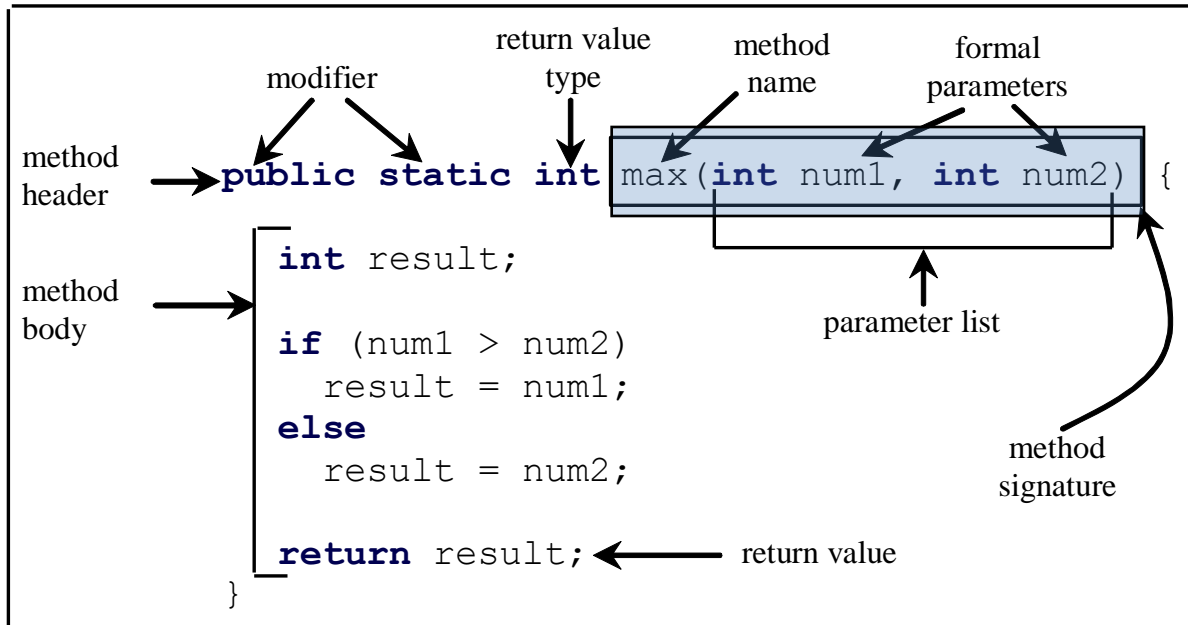 return value
type
method
name
formal
parameters
modifier
method
header
public static int max(int num1, int num2) {
int result;
method
body
parameter list
if (num1 > num2)
result = num1;
else
result = num2;
method
signature
return result;
return value
}